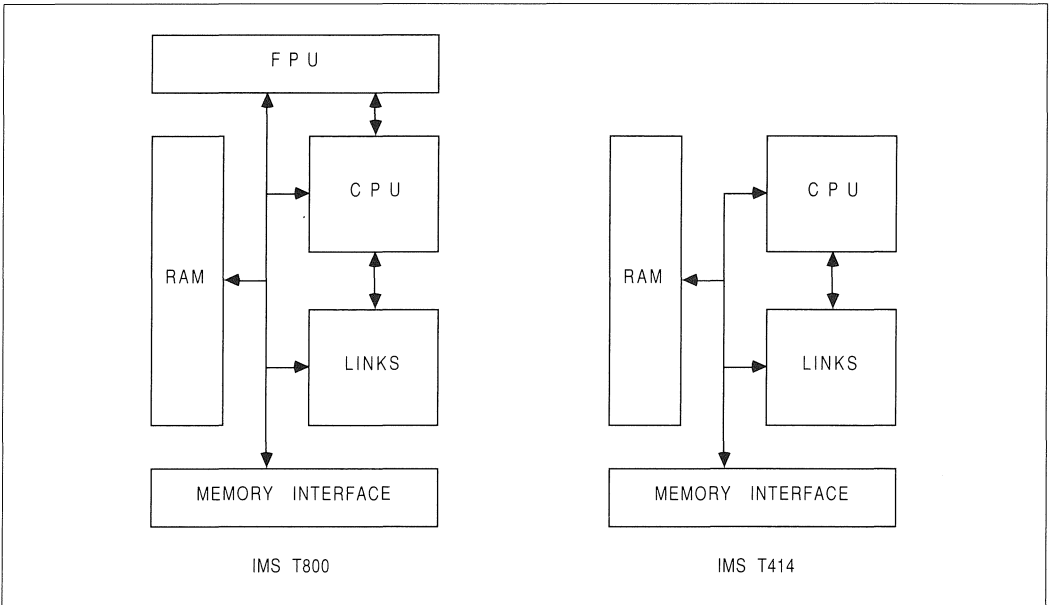 FPU
CPU
RAM
LINKS
MEMORY INTERFACE
IMS T800
CPU
RAM
LINKS
MEMORY INTERFACE
IMS T414